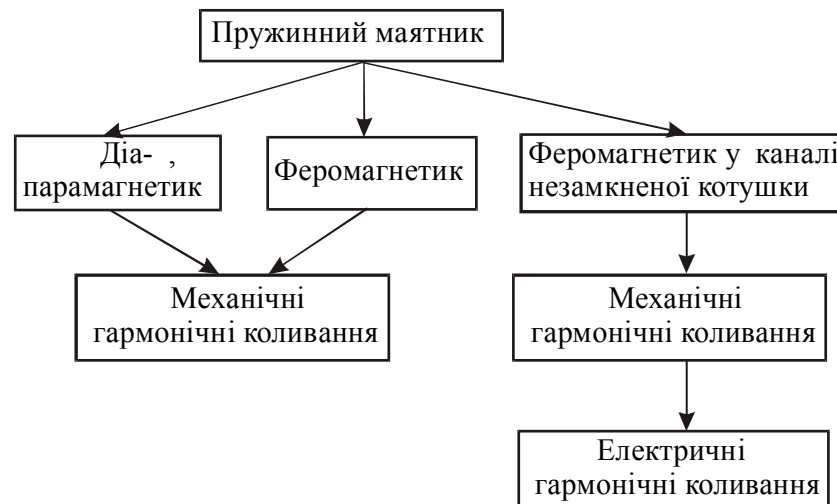 Пружинний маятник
Діа- ,
парамагнетик
Феромагнетик
Феромагнетик у каналі
незамкненої котушки
Механічні
гармонічні коливання
Механічні
гармонічні коливання
Електричні
гармонічні коливання